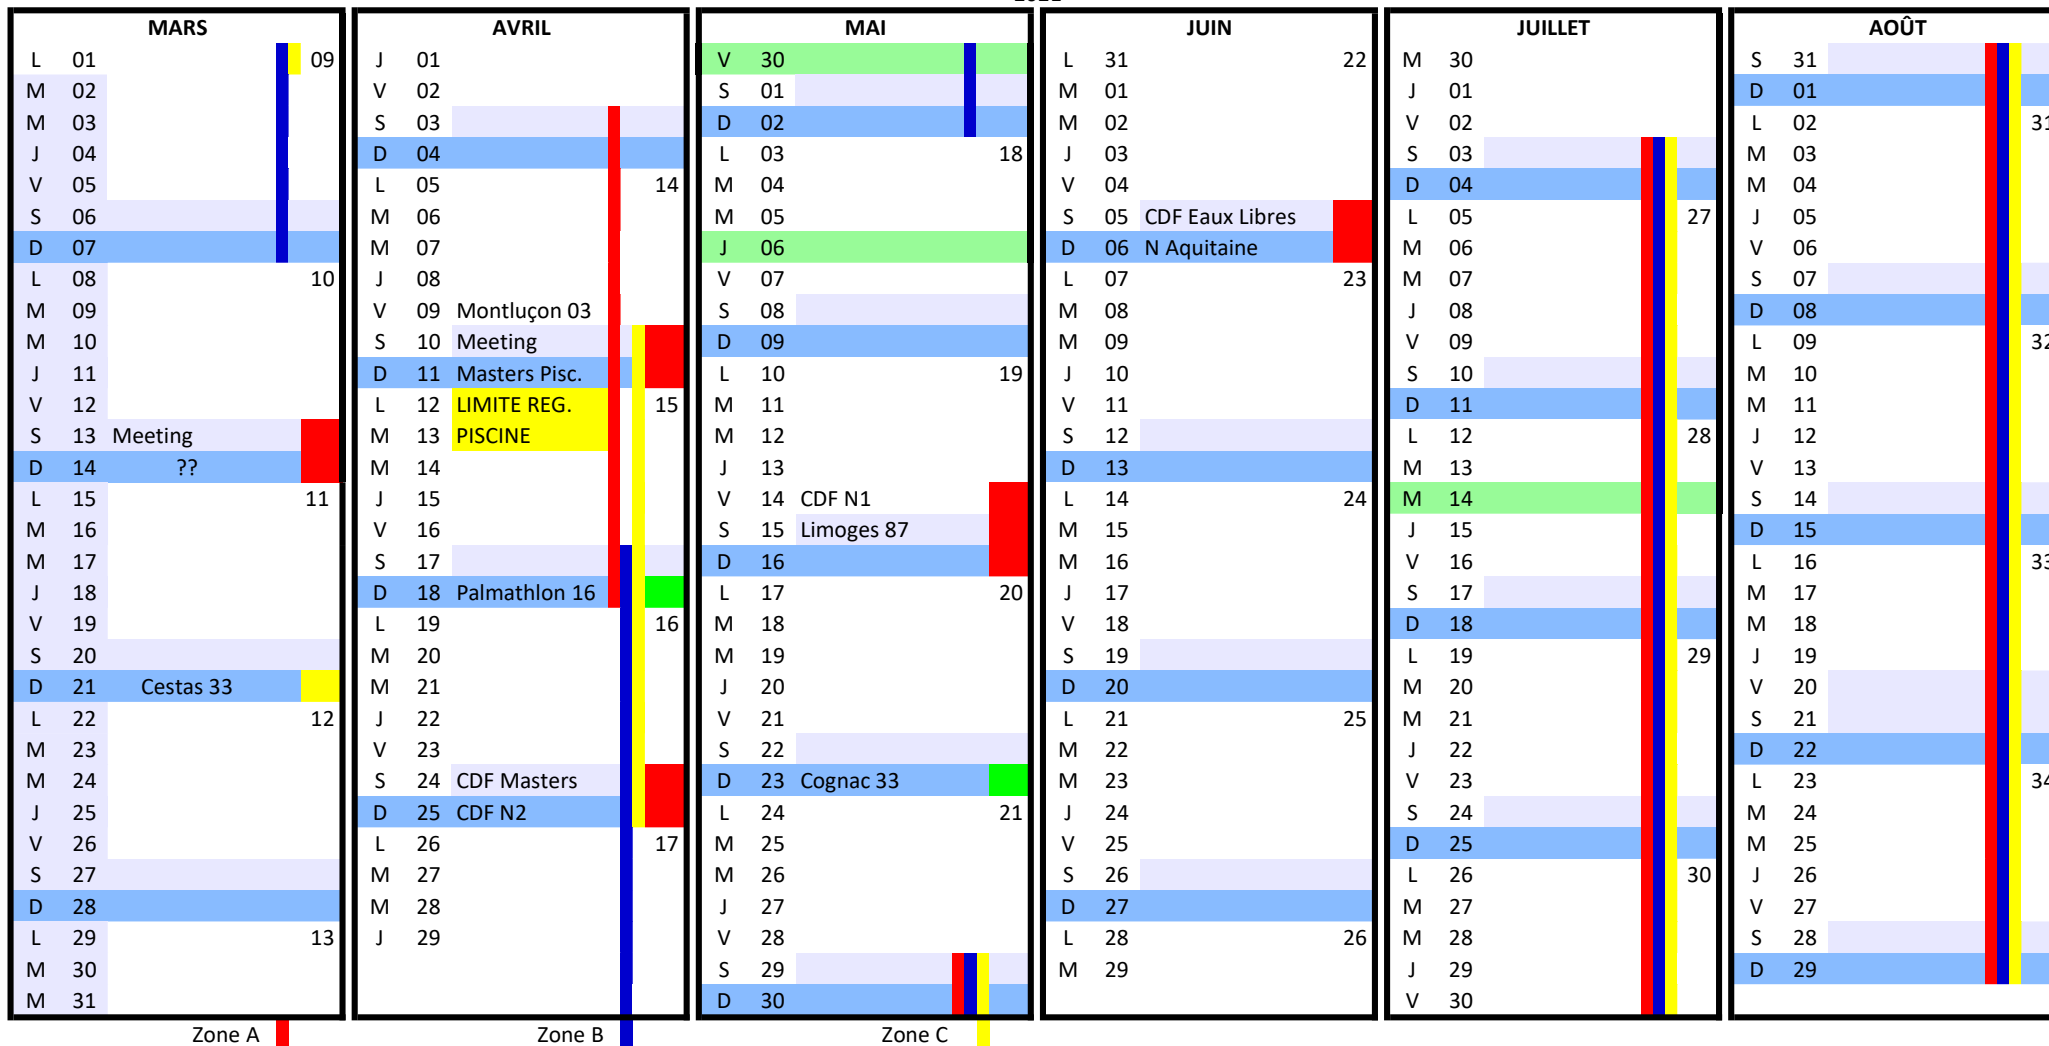 MARS
L 01 09
M 02
M 03
J 04
V 05
S 06
D 07
L 08 10
M 09
M 10
J 11
V 12
S 13 Meeting
D 14 ??
L 15 11
M 16
M 17
J 18
V 19
S 20
D 21 Cestas 33
L 22 12
M 23
M 24
J 25
V 26
S 27
D 28
L 29 13
M 30
M 31
AVRIL
J 01
V 02
S 03
D 04
L 05 14
M 06
M 07
J 08
V 09 Montluçon 03
S 10 Meeting
D 11 Masters Pisc.
L 12 LIMITE REG. 15
M 13 PISCINE
M 14
J 15
V 16
S 17
D 18 Palmathlon 16
L 19 16
M 20
M 21
J 22
V 23
S 24 CDF Masters
D 25 CDF N2
L 26 17
M 27
M 28
J 29
MAI
V 30
S 01
D 02
L 03 18
M 04
M 05
J 06
V 07
S 08
D 09
L 10 19
M 11
M 12
J 13
V 14 CDF N1
S 15 Limoges 87
D 16
L 17 20
M 18
M 19
J 20
V 21
S 22
D 23 Cognac 33
L 24 21
M 25
M 26
J 27
V 28
S 29
D 30
JUIN
L 31 22
M 01
M 02
J 03
V 04
S 05 CDF Eaux Libres
D 06 N Aquitaine
L 07 23
M 08
M 09
J 10
V 11
S 12
D 13
L 14 24
M 15
M 16
J 17
V 18
S 19
D 20
L 21 25
M 22
M 23
J 24
V 25
S 26
D 27
L 28 26
M 29
JUILLET
M 30
J 01
V 02
S 03
D 04
L 05 27
M 06
M 07
J 08
V 09
S 10
D 11
L 12 28
M 13
M 14
J 15
V 16
S 17
D 18
L 19 29
M 20
M 21
J 22
V 23
S 24
D 25
L 26 30
M 27
M 28
J 29
V 30
AOÛT
S 31
D 01
L 02 31
M 03
M 04
J 05
V 06
S 07
D 08
L 09 32
M 10
M 11
J 12
V 13
S 14
D 15
L 16 33
M 17
M 18
J 19
V 20
S 21
D 22
L 23 34
M 24
M 25
J 26
V 27
S 28
D 29
Zone A
Zone B
Zone C